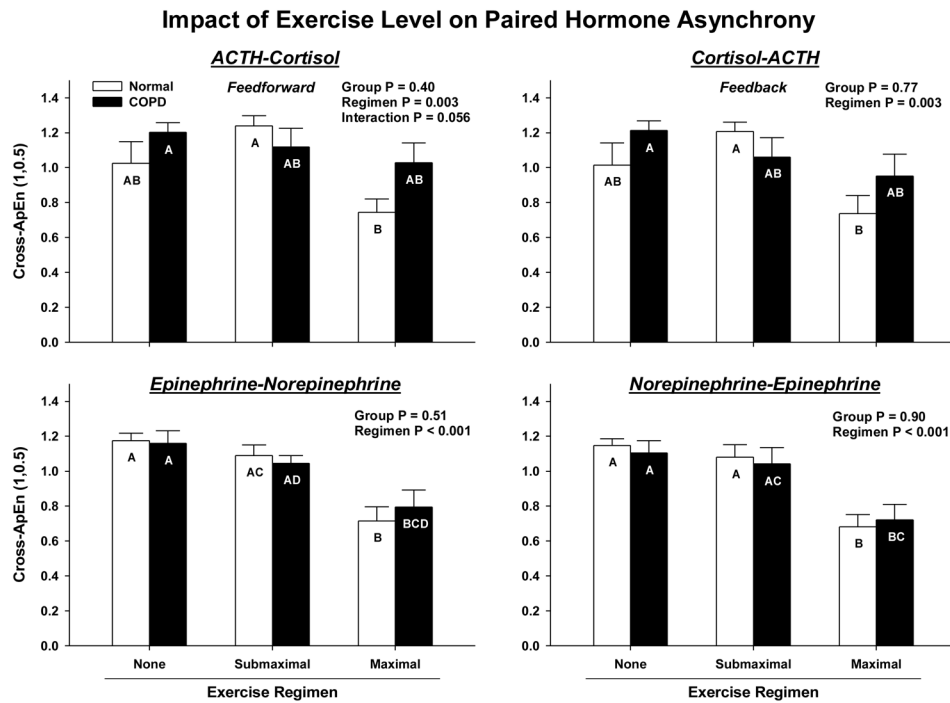 Impact of Exercise Level on Paired Hormone Asynchrony
ACTH-Cortisol
Feedforward
Normal
COPD
Group P = 0.40
Regimen P = 0.003
Interaction P = 0.056
Cross-ApEn (1,0.5)
1.4
1.2
1.0
0.8
0.6
0.4
0.2
0.0
AB
A
A
AB
B
AB
Cortisol-ACTH
Feedback
Group P = 0.77
Regimen P = 0.003
1.4
1.2
1.0
0.8
0.6
0.4
0.2
0.0
AB
A
A
AB
B
AB
Epinephrine-Norepinephrine
Group P = 0.51
Regimen P < 0.001
Cross-ApEn (1,0.5)
1.4
1.2
1.0
0.8
0.6
0.4
0.2
0.0
A
A
AC
AD
B
BCD
None
Submaximal
Maximal
Exercise Regimen
Norepinephrine-Epinephrine
Group P = 0.90
Regimen P < 0.001
1.4
1.2
1.0
0.8
0.6
0.4
0.2
0.0
A
A
A
AC
B
BC
None
Submaximal
Maximal
Exercise Regimen